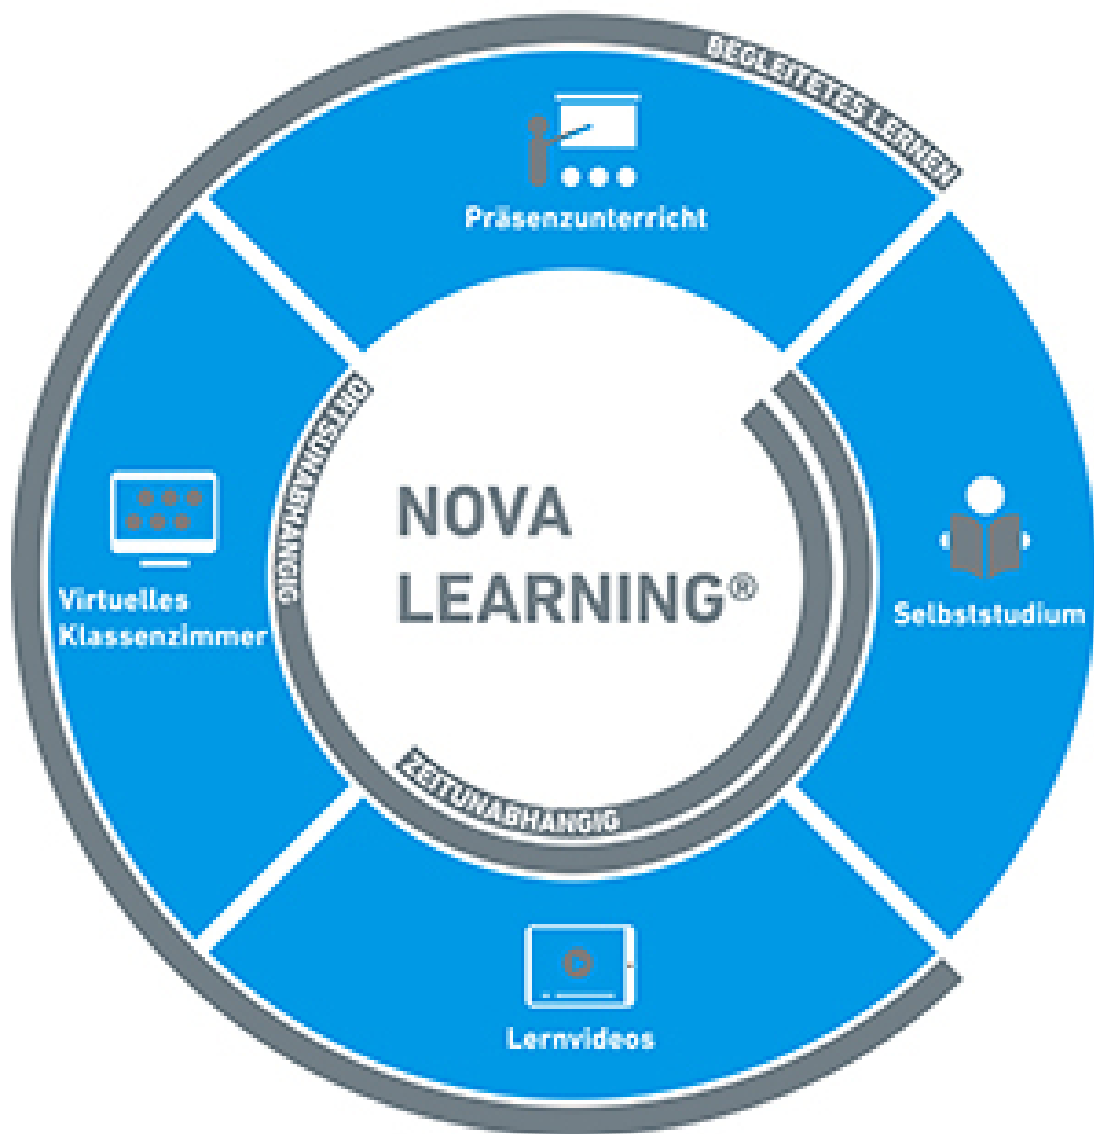 BEGLEITETES LERNEN
Präsenzunterricht
ORTSUNABHÄNGIG
NOVA
LEARNING®
Virtuelles
Klassenzimmer
Selbststudium
ZEITUNABHÄNGIG
Lernvideos